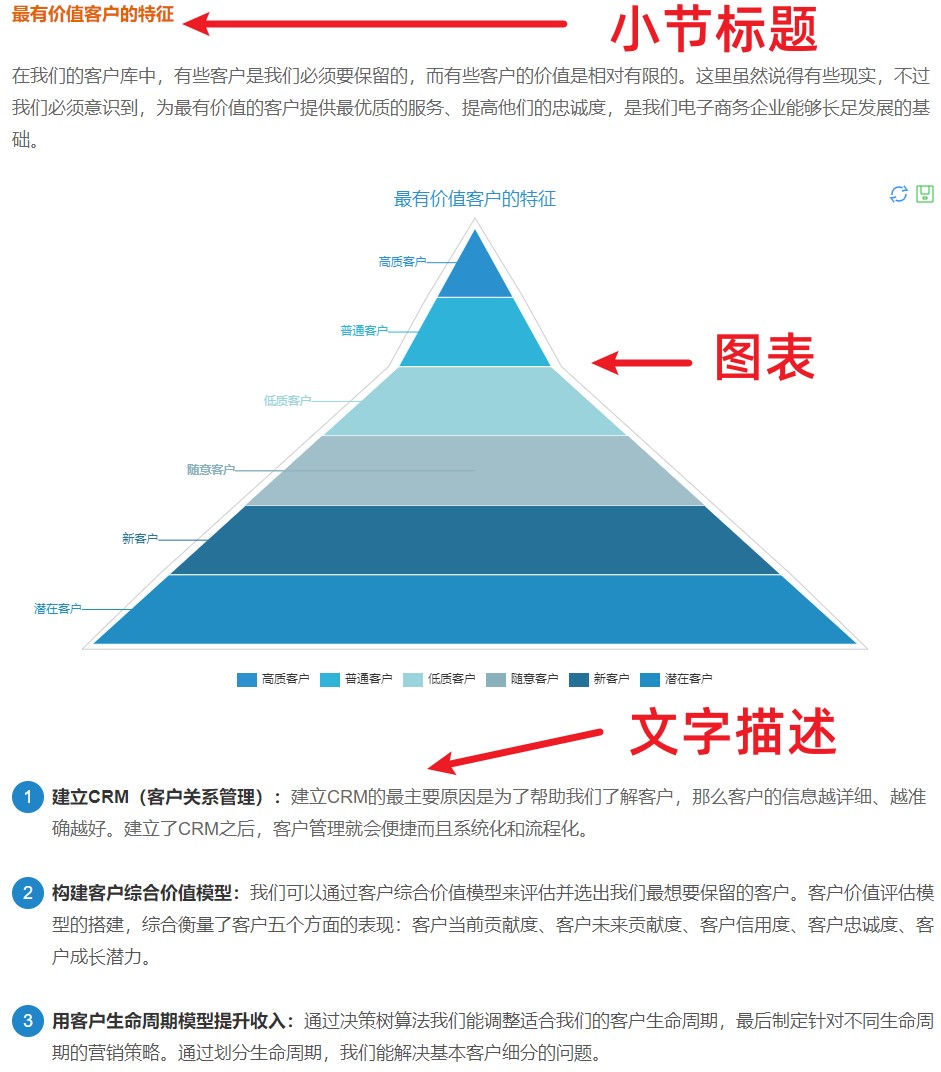 最有价值客户的特征
小节标题
在我们的客户库中，有些客户是我们必须要保留的，而有些客户的价值是相对有限的。这里虽然说得有些现实，不过
我们必须意识到，为最有价值的客户提供最优质的服务、提高他们的忠诚度，是我们电子商务企业能够长足发展的基
础。
最有价值客户的特征
高质客户
普通客户
图表
低质客户
随意客户
新客户
潜在客户
高质客户 普通客户 低质客户 随意客户 新客户 潜在客户
文字描述
1 建立CRM（客户关系管理）：建立CRM的最主要原因是为了帮助我们了解客户，那么客户的信息越详细、越准
确越好。建立了CRM之后，客户管理就会便捷而且系统化和流程化。
2 构建客户综合价值模型：我们可以通过客户综合价值模型来评估并选出我们最想要保留的客户。客户价值评估模
型的搭建，综合衡量了客户五个方面的表现：客户当前贡献度、客户未来贡献度、客户信用度、客户忠诚度、客
户成长潜力。
3 用客户生命周期模型提升收入：通过决策树算法我们能调整适合我们的客户生命周期，最后制定针对不同生命周
期的营销策略。通过划分生命周期，我们能解决基本客户细分的问题。